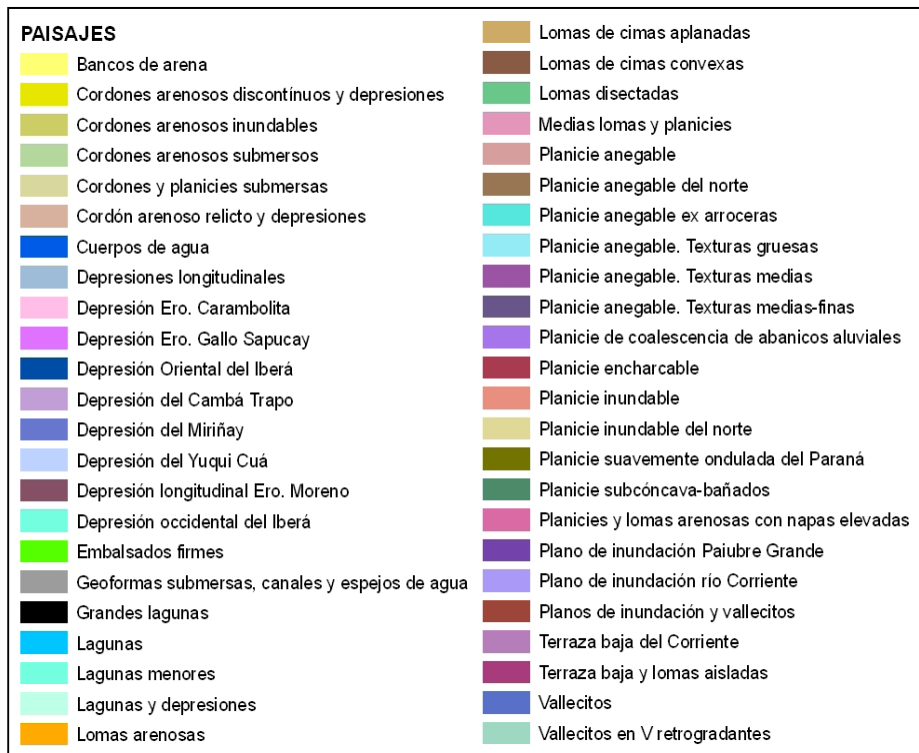 PAISAJES
Bancos de arena
Cordones arenosos discontínuos y depresiones
Cordones arenosos inundables
Cordones arenosos submersos
Cordones y planicies submersas
Cordón arenoso relicto y depresiones
Cuerpos de agua
Depresiones longitudinales
Depresión Ero. Carambolita
Depresión Ero. Gallo Sapucay
Depresión Oriental del Iberá
Depresión del Cambá Trapo
Depresión del Miriñay
Depresión del Yuqui Cuá
Depresión longitudinal Ero. Moreno
Depresión occidental del Iberá
Embalsados firmes
Geoformas submersas, canales y espejos de agua
Grandes lagunas
Lagunas
Lagunas menores
Lagunas y depresiones
Lomas arenosas
Lomas de cimas aplanadas
Lomas de cimas convexas
Lomas disectadas
Medias lomas y planicies
Planicie anegable
Planicie anegable del norte
Planicie anegable ex arroceras
Planicie anegable. Texturas gruesas
Planicie anegable. Texturas medias
Planicie anegable. Texturas medias-finas
Planicie de coalescencia de abanicos aluviales
Planicie encharcable
Planicie inundable
Planicie inundable del norte
Planicie suavemente ondulada del Paraná
Planicie subcóncava-bañados
Planicies y lomas arenosas con napas elevadas
Plano de inundación Paiubre Grande
Plano de inundación río Corriente
Planos de inundación y vallecitos
Terraza baja del Corriente
Terraza baja y lomas aisladas
Vallecitos
Vallecitos en V retrogradantes